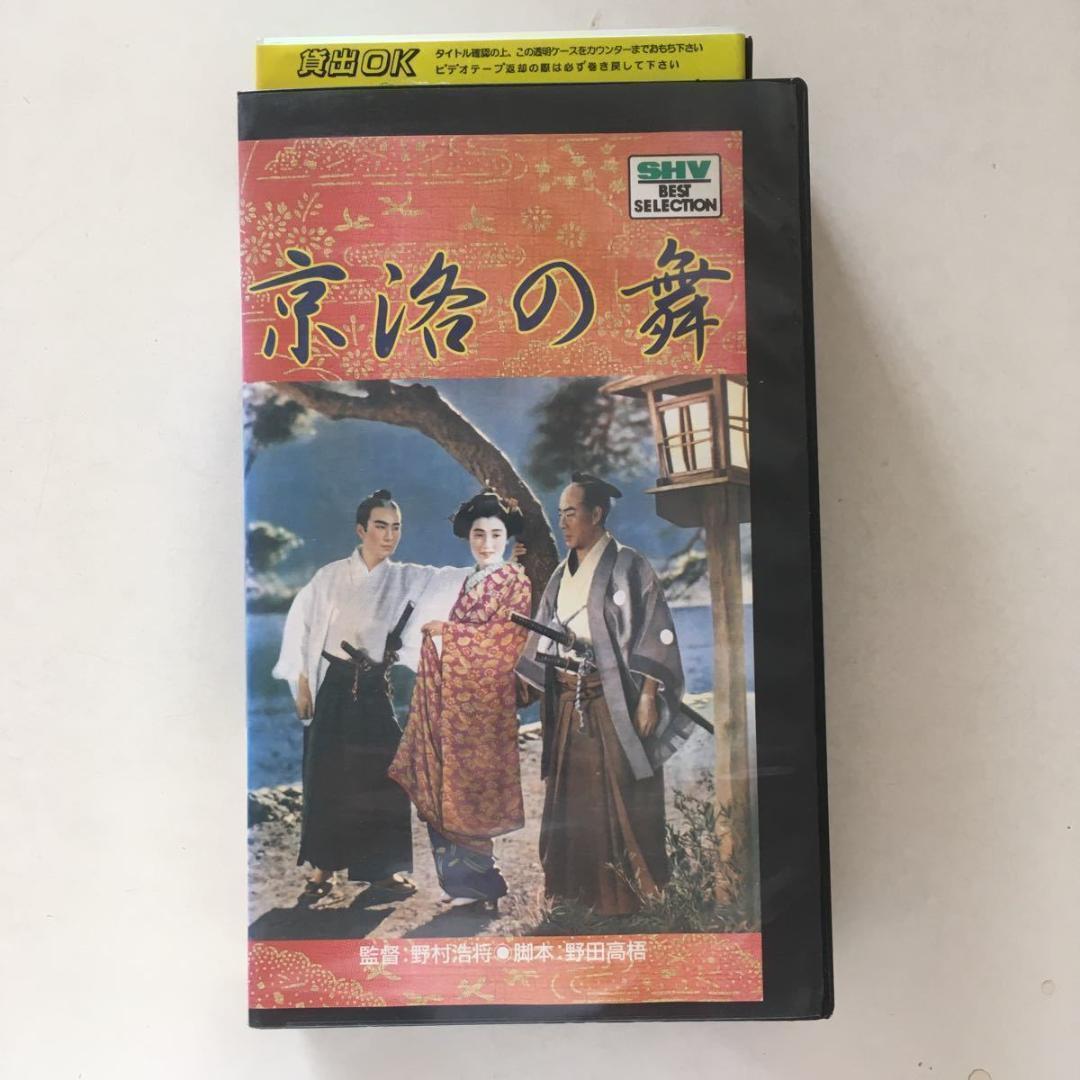 貸出OK
タイトル確認の上、この透明ケースをカウンターまでおもち下さい
ビデオテープ返却の際は必ず巻き戻して下さい
SHV
BEST
SELECTION
京洛の舞
監督:野村浩将●脚本:野田高梧